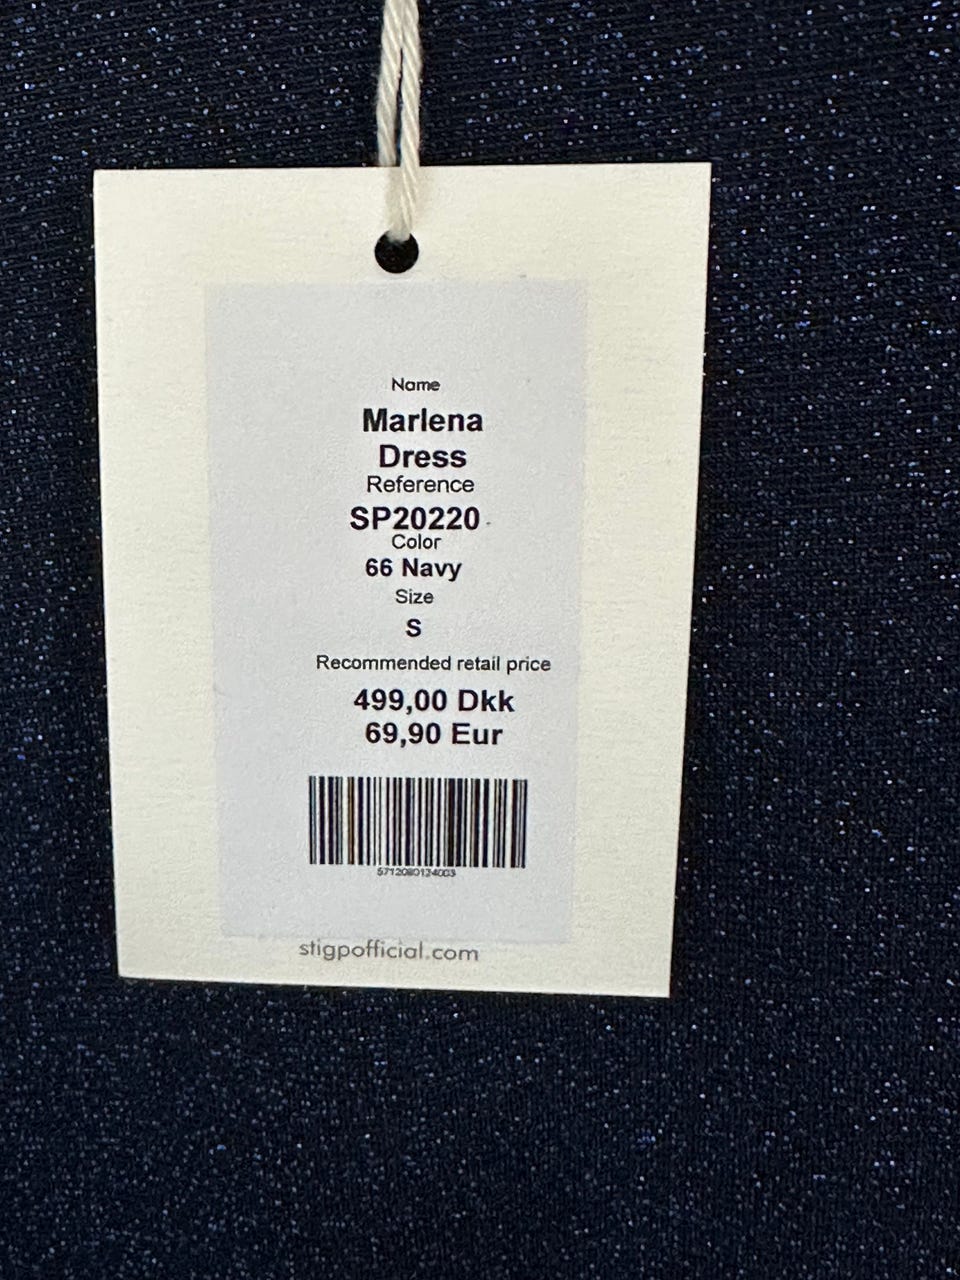 Name
Marlena
Dress
Reference
SP20220
Color
66 Navy
Size
S
Recommended retail price
499,00 Dkk
69,90 Eur
5712080124003
stigpofficial.com